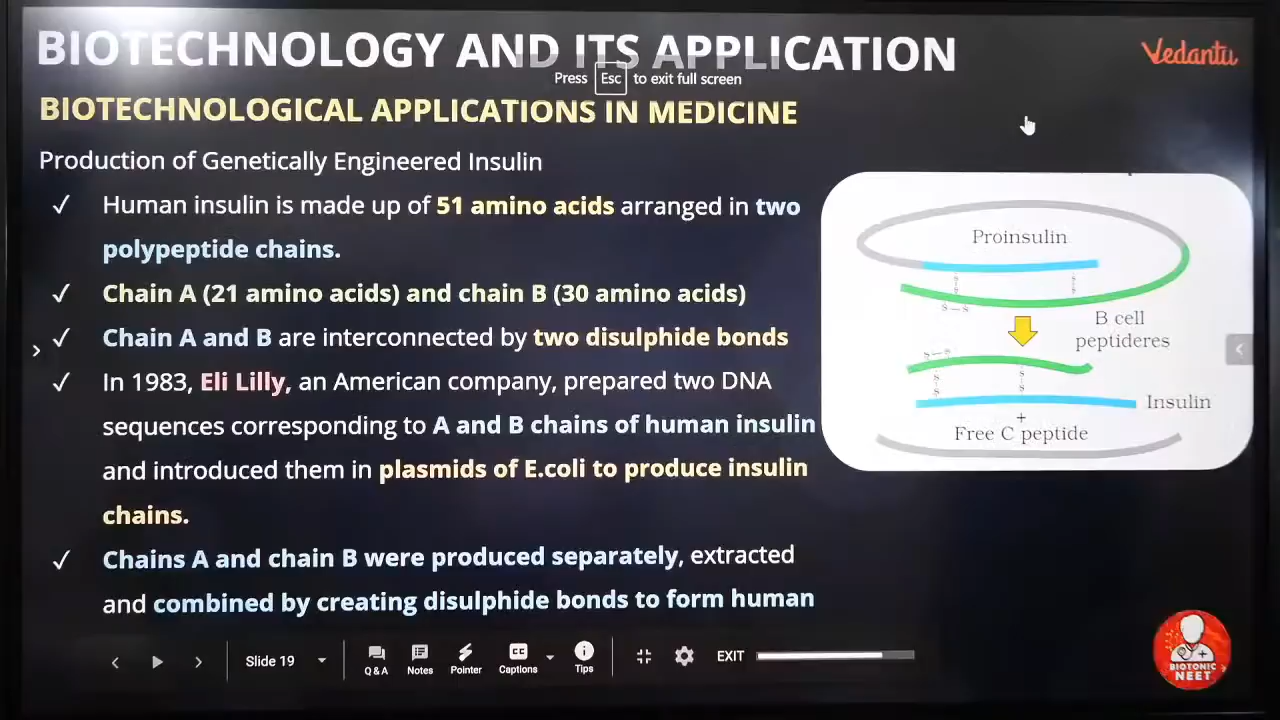 BIOTECHNOLOGY AND ITS APPLICATION
Vedantu
Press Esc to exit full screen
BIOTECHNOLOGICAL APPLICATIONS IN MEDICINE
Production of Genetically Engineered Insulin
✓ Human insulin is made up of 51 amino acids arranged in two
polypeptide chains.
✓ Chain A (21 amino acids) and chain B (30 amino acids)
✓ Chain A and B are interconnected by two disulphide bonds
✓ In 1983, Eli Lilly, an American company, prepared two DNA
sequences corresponding to A and B chains of human insulin
and introduced them in plasmids of E.coli to produce insulin
chains.
✓ Chains A and chain B were produced separately, extracted
and combined by creating disulphide bonds to form human
Proinsulin
S S
S S
S—S
B cell
peptideres
S—S
S S
S S
Insulin
+
Free C peptide
Slide 19
Q & A
Notes
Pointer
CC
Captions
Tips
EXIT
BIOTONIC
NEET